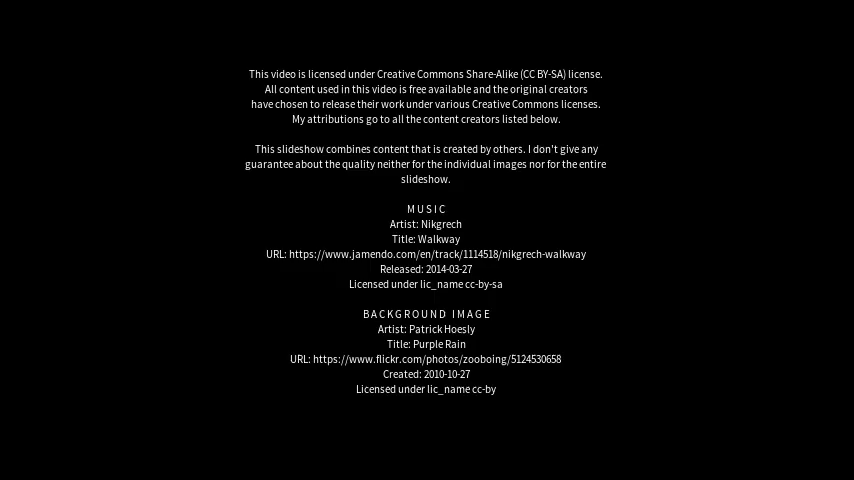 This video is licensed under Creative Commons Share-Alike (CC BY-SA) license.
All content used in this video is free available and the original creators
have chosen to release their work under various Creative Commons licenses.
My attributions go to all the content creators listed below.
This slideshow combines content that is created by others. I don't give any
guarantee about the quality neither for the individual images nor for the entire
slideshow.
MUSIC
Artist: Nikgrech
Title: Walkway
URL: https://www.jamendo.com/en/track/1114518/nikgrech-walkway
Released: 2014-03-27
Licensed under lic_name cc-by-sa
BACKGROUND IMAGE
Artist: Patrick Hoesly
Title: Purple Rain
URL: https://www.flickr.com/photos/zooboing/5124530658
Created: 2010-10-27
Licensed under lic_name cc-by